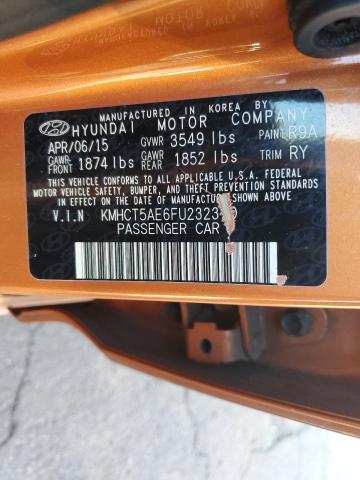 MANUFACTURED IN KOREA BY
HYUNDAI MOTOR COMPANY
APR/06/15 GVWR 3549 lbs PAINT R9A
GAWR FRONT 1874 lbs GAWR REAR 1852 lbs TRIM RY
THIS VEHICLE CONFORMS TO ALL APPLICABLE U.S.A FEDERAL
MOTOR VEHICLE SAFETY, BUMPER, AND THEFT PREVENTION
STANDARDS IN EFFECT ON THE DATE OF MANUFACTURE SHOWN ABOVE.
V.I.N KMHCT5AE6FU2323
PASSENGER CAR